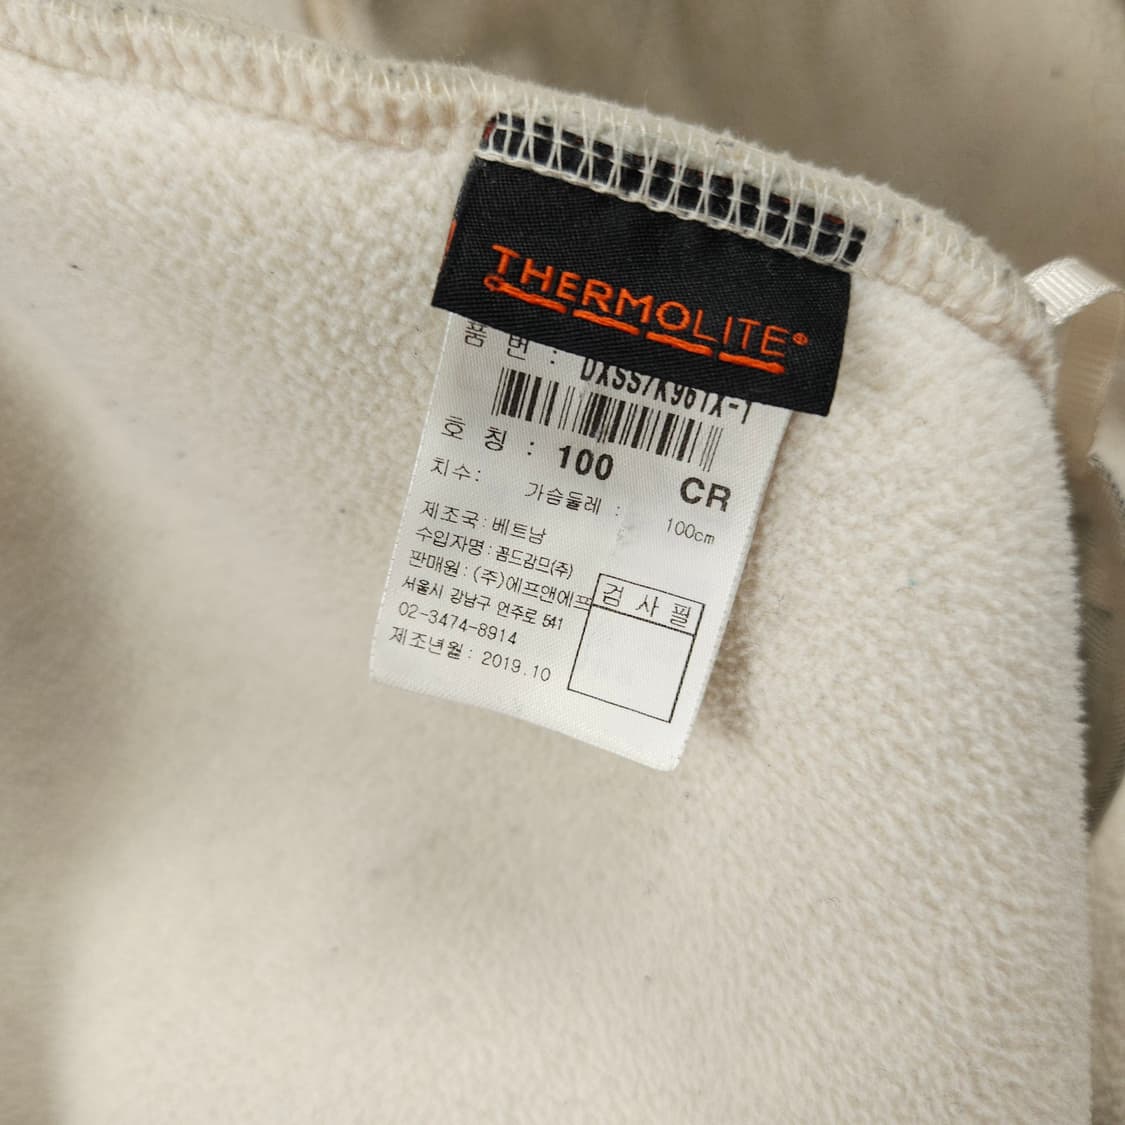 THERMOLITE®
품 번 : DXSS7K961X-1
호 칭 : 100 CR
치수: 가슴둘레 : 100cm
제조국: 베트남
수입자명: 꼼드감므(주)
판매원: (주)에프앤에프
서울시 강남구 언주로 541
02-3474-8914
제조년월: 2019.10
검 사 필